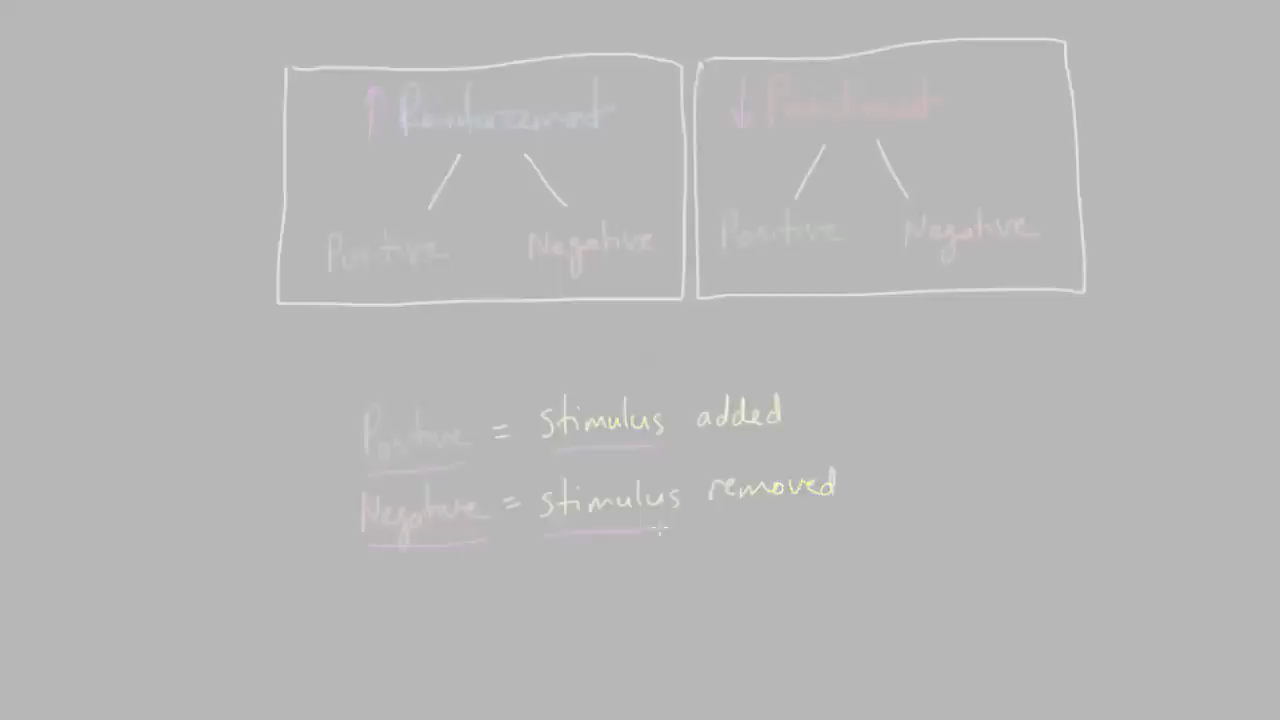 ↑ Reinforcement
Positive Negative
↓ Punishment
Positive Negative
Positive = stimulus added
Negative = stimulus removed